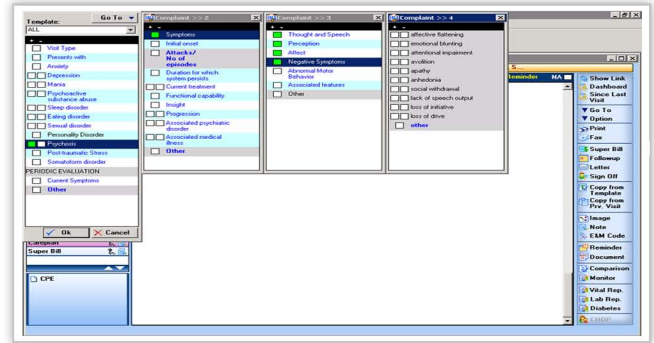 Template:
Go To
ALL
+ -
Visit Type
Presents with
Anxiety
Depression
Mania
Psychoactive
substance abuse
Sleep disorder
Eating disorder
Sexual disorder
Personality Disorder
Psychosis
Post-traumatic Stress
Somatoform disorder
PERIODIC EVALUATION
Current Symptoms
Other
Ok
Cancel
Complaint >> 2
+ -
Symptoms
Initial onset
Attacks/
No of
episodes
Duration for which
system persists
Current treatment
Functional capability
Insight
Progression
Associated psychiatric
disorder
Associated medical
illness
Other
Complaint >> 3
+ -
Thought and Speech
Perception
Affect
Negative Symptoms
Abnormal Motor
Behavior
Associated features
Other
Complaint >> 4
+ -
affective flattening
emotional blunting
attentional impairment
avolition
apathy
anhedonia
social withdrawal
lack of speech output
loss of initiative
loss of drive
other
S...
Reminder NA
Careplan
Super Bill
CPE
Show Link
Dashboard
Since Last
Visit
Go To
Option
Print
Fax
Super Bill
Followup
Letter
Sign Off
Copy from
Template
Copy from
Prv. Visit
Image
Note
E&M Code
Reminder
Document
Comparison
Monitor
Vital Rep.
Lab Rep.
Diabetes
CHDP